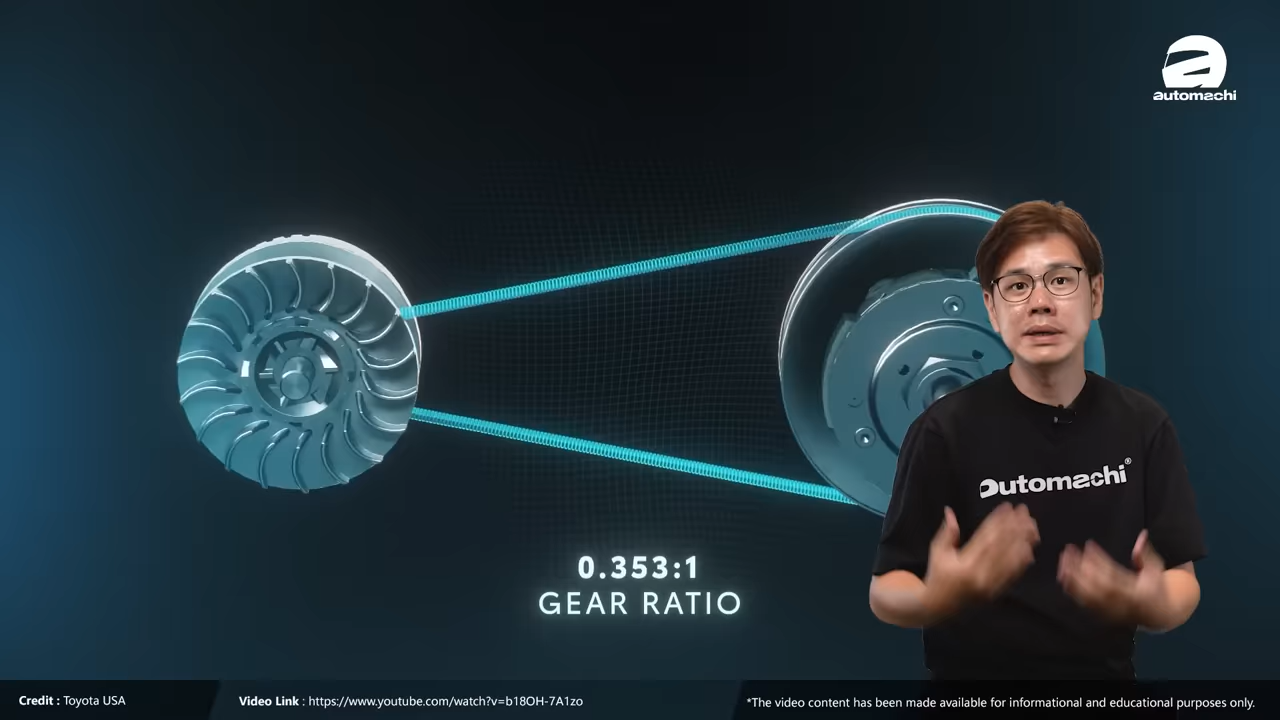 automachi
automachi®
0.353:1
GEAR RATIO
Credit : Toyota USA
Video Link : https://www.youtube.com/watch?v=b18OH-7A1zo
*The video content has been made available for informational and educational purposes only.